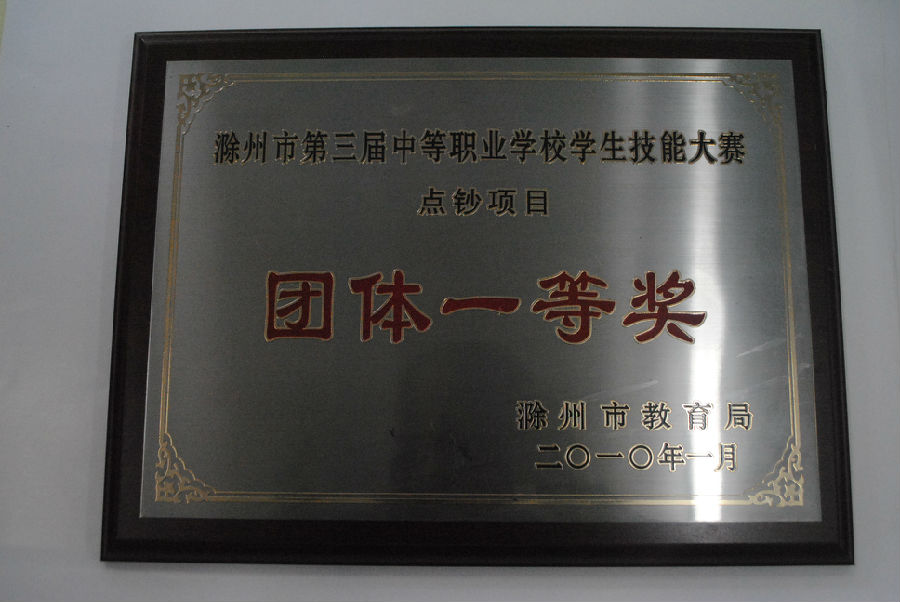 滁州市第三届中等职业学校学生技能大赛
点钞项目
团体一等奖
滁州市教育局
二〇一〇年一月